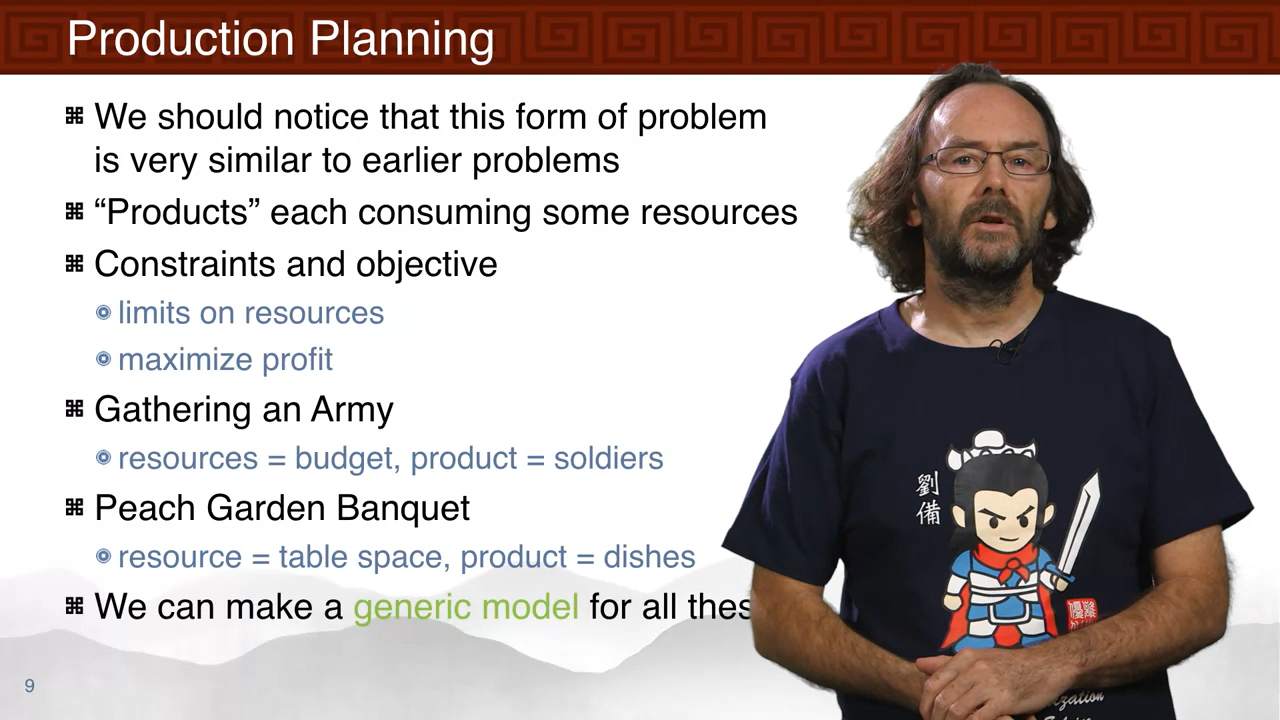 Production Planning
We should notice that this form of problem
is very similar to earlier problems
“Products” each consuming some resources
Constraints and objective
limits on resources
maximize profit
Gathering an Army
resources = budget, product = soldiers
Peach Garden Banquet
resource = table space, product = dishes
We can make a generic model for all
9
劉
備